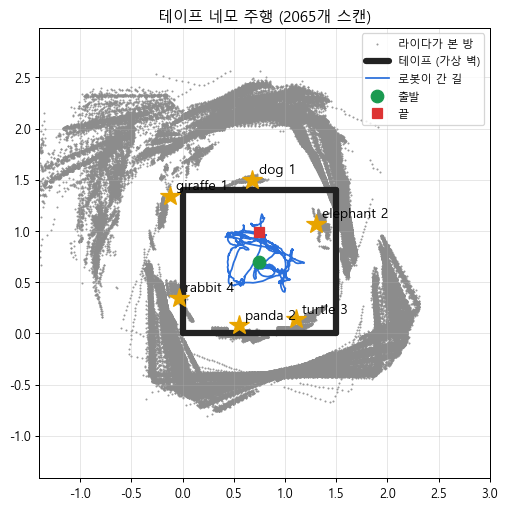 테이프 네모 주행 (2065개 스캔)
라이다가 본 방
테이프 (가상 벽)
로봇이 간 길
출발
끝
dog 1
giraffe 1
elephant 2
rabbit 4
panda 2
turtle 3
2.5
2.0
1.5
1.0
0.5
0.0
-0.5
-1.0
-1.0
-0.5
0.0
0.5
1.0
1.5
2.0
2.5
3.0